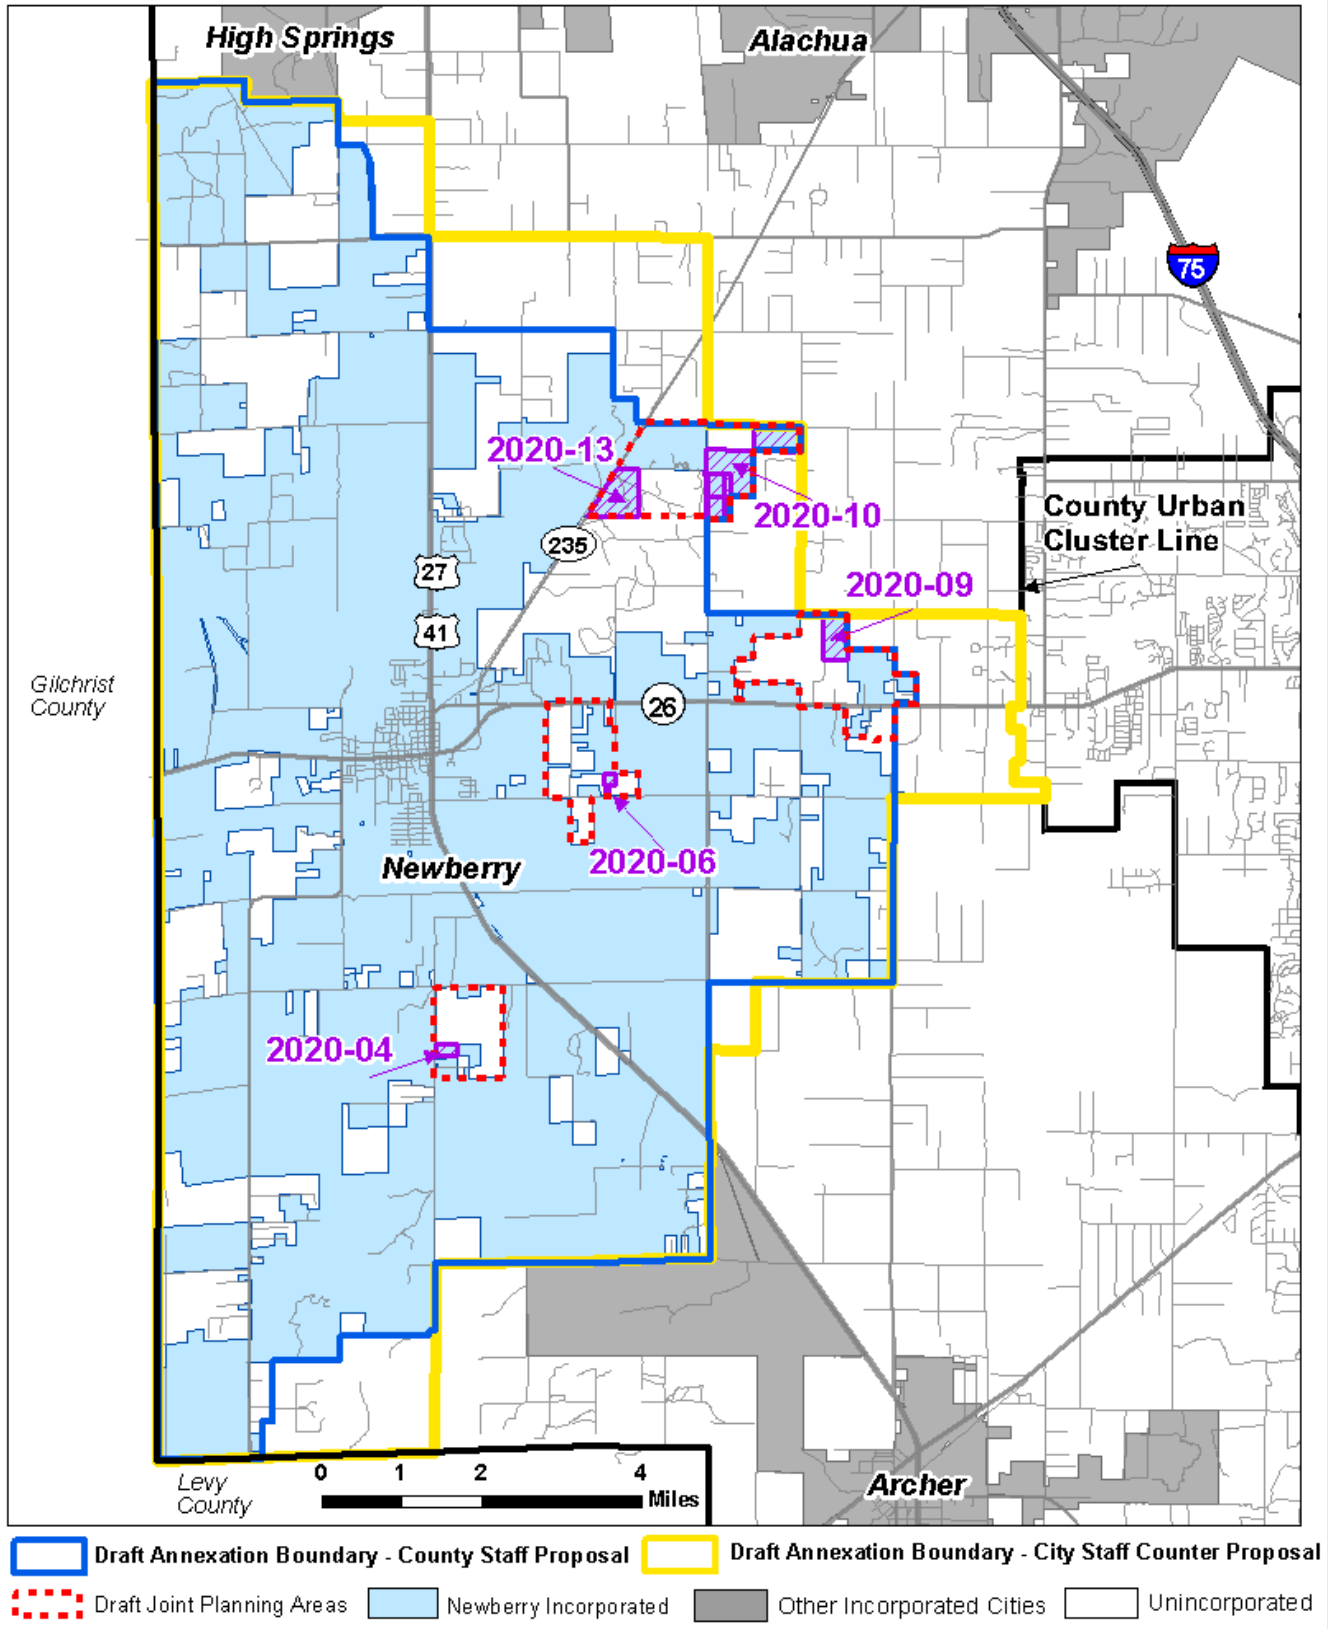 High Springs
Alachua
75
2020-13
2020-10
County Urban
Cluster Line
235
27
2020-09
41
Gilchrist
County
26
2020-06
Newberry
2020-04
Levy
County
0 1 2 4
Miles
Archer
Draft Annexation Boundary - County Staff Proposal
Draft Annexation Boundary - City Staff Counter Proposal
Draft Joint Planning Areas
Newberry Incorporated
Other Incorporated Cities
Unincorporated